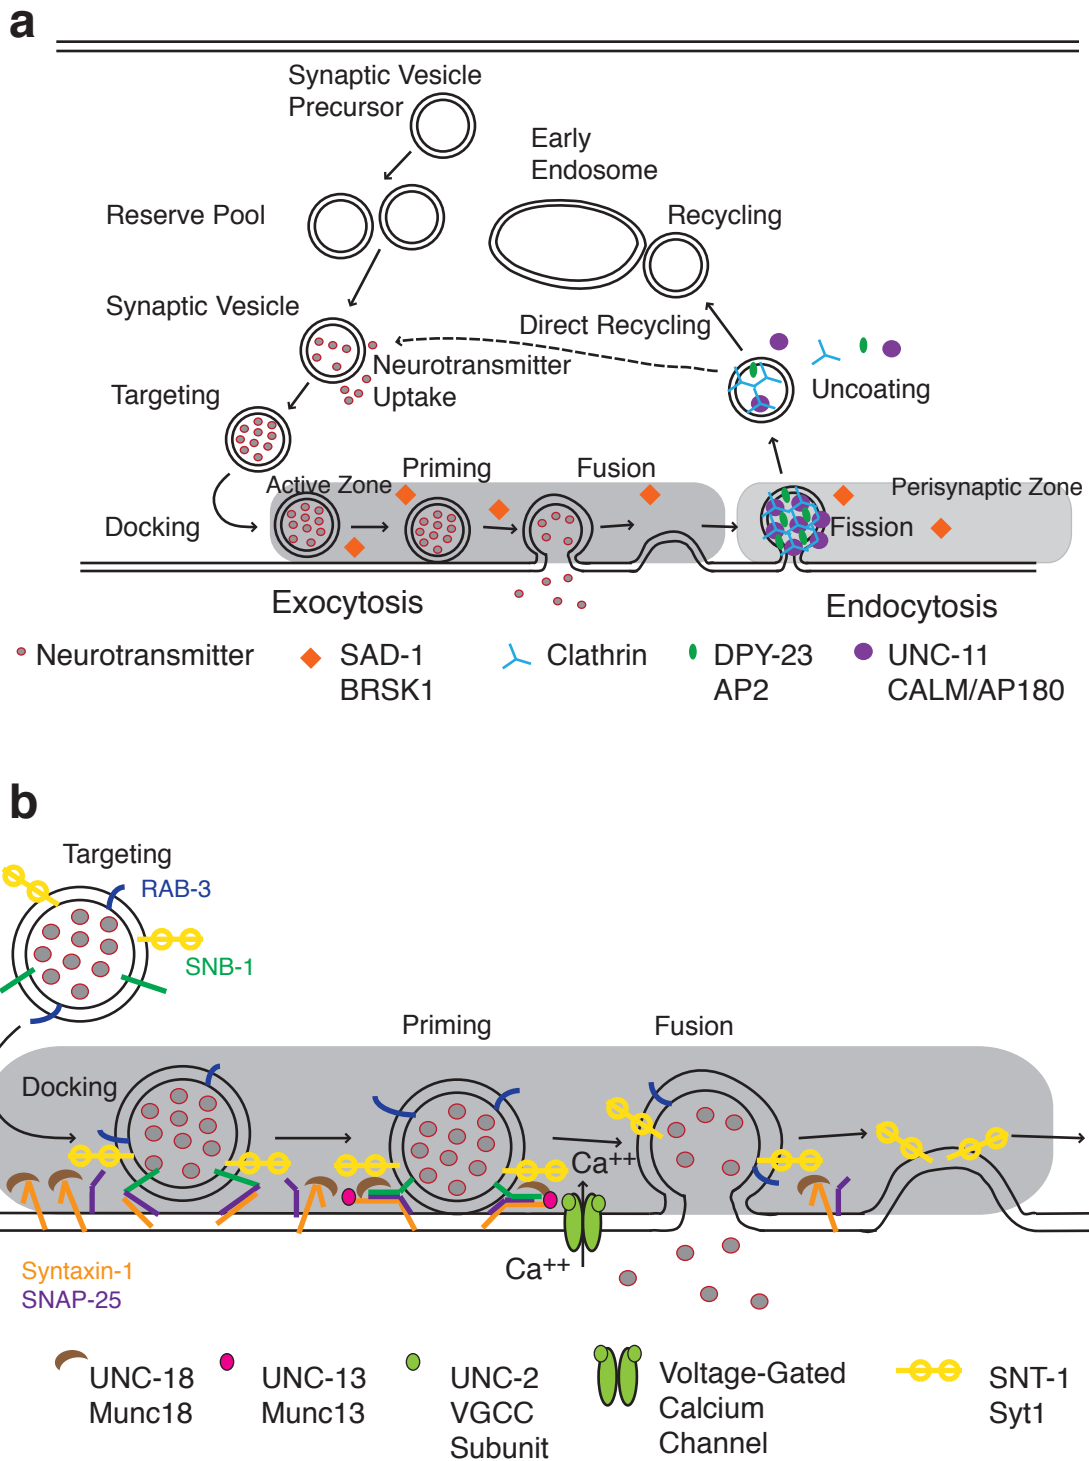 a
Synaptic Vesicle
Precursor
Early
Endosome
Reserve Pool
Recycling
Synaptic Vesicle
Direct Recycling
Neurotransmitter
Uptake
Targeting
Uncoating
Priming
Fusion
Active Zone
Perisynaptic Zone
Docking
Fission
Exocytosis
Endocytosis
Neurotransmitter
SAD-1
BRSK1
Clathrin
DPY-23
AP2
UNC-11
CALM/AP180
b
Targeting
RAB-3
SNB-1
Priming
Fusion
Docking
Ca++
Ca++
Syntaxin-1
SNAP-25
UNC-18
Munc18
UNC-13
Munc13
UNC-2
VGCC
Subunit
Voltage-Gated
Calcium
Channel
SNT-1
Syt1